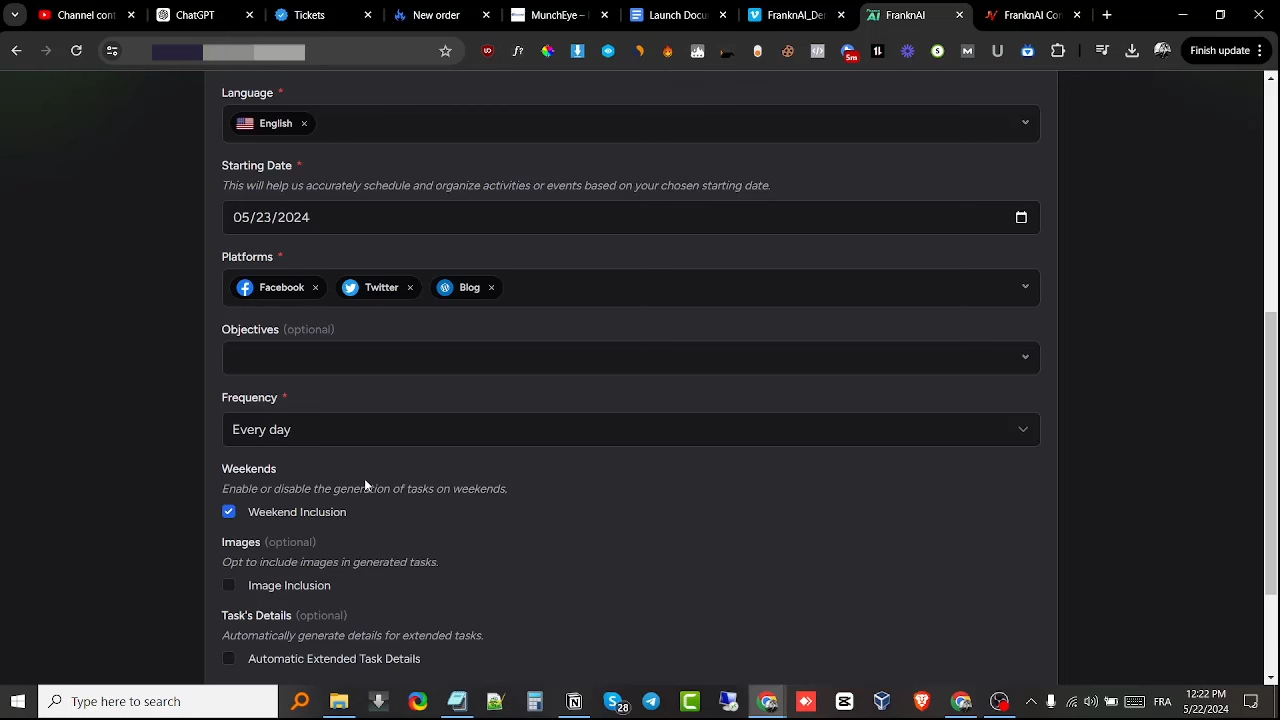 Channel cont
ChatGPT
Tickets
New order
MunchEye –
Launch Docu
FranknAI_Der
FranknAI
FranknAI Cor
Finish update
5m
Language *
English
Starting Date *
This will help us accurately schedule and organize activities or events based on your chosen starting date.
05/23/2024
Platforms *
Facebook Twitter Blog
Objectives (optional)
Frequency *
Every day
Weekends
Enable or disable the generation of tasks on weekends.
Weekend Inclusion
Images (optional)
Opt to include images in generated tasks.
Image Inclusion
Task's Details (optional)
Automatically generate details for extended tasks.
Automatic Extended Task Details
Type here to search
28
FRA
12:22 PM
5/22/2024